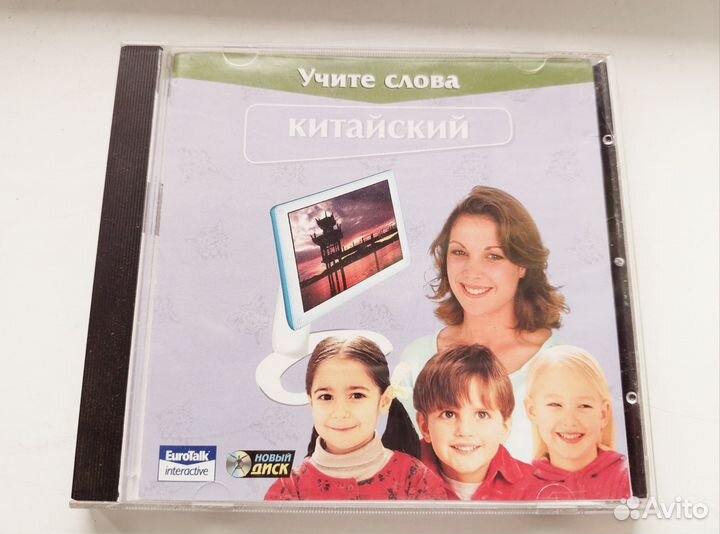 Учите слова
китайский
EuroTalk
interactive
НОВЫЙ
ДИСК
Avito